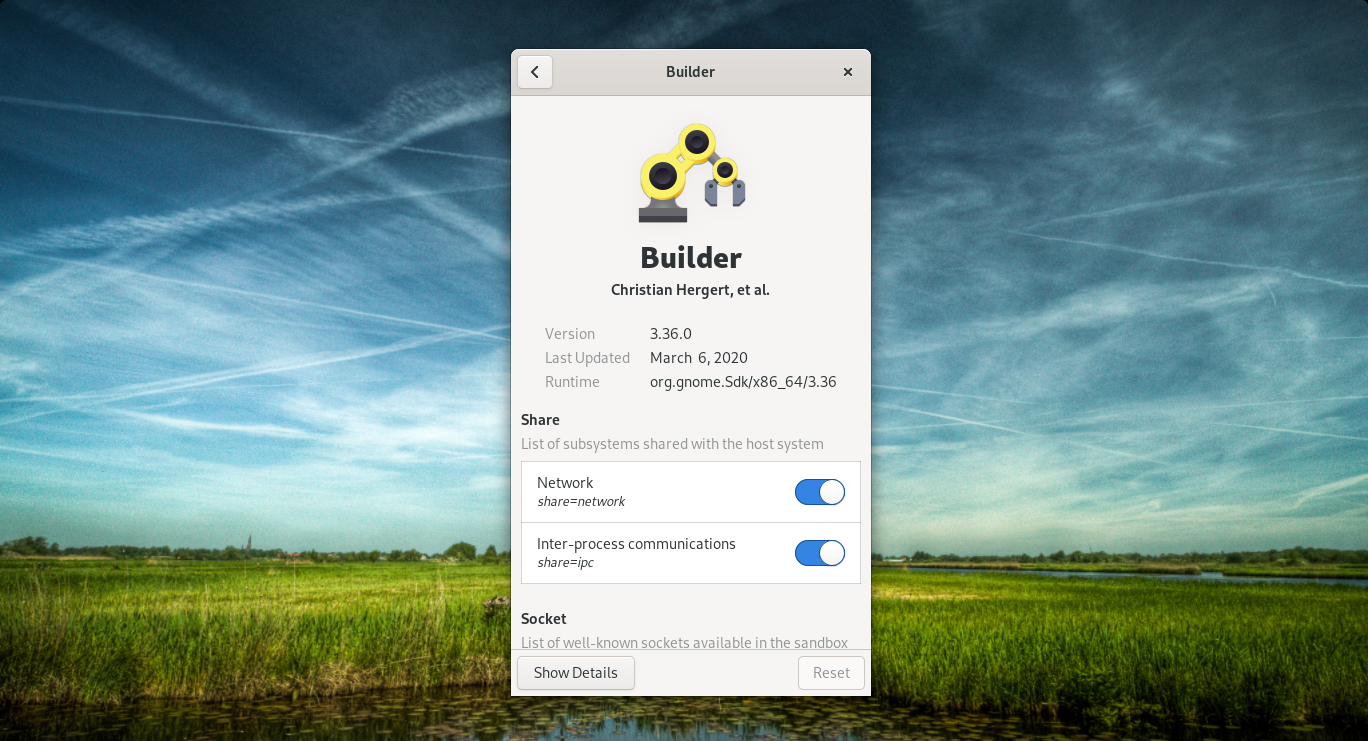 Builder
Builder
Christian Hergert, et al.
Version 3.36.0
Last Updated March  6, 2020
Runtime org.gnome.Sdk/x86_64/3.36
Share
List of subsystems shared with the host system
Network
share=network
Inter-process communications
share=ipc
Socket
List of well-known sockets available in the sandbox
Show Details Reset